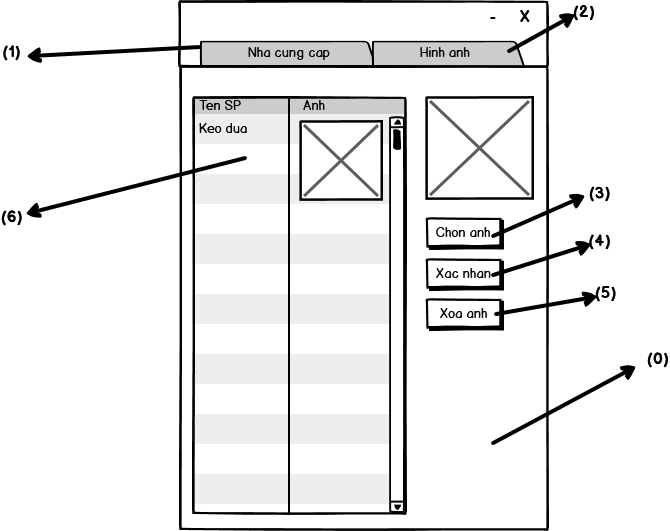 - X
(2)
(1)
Nha cung cap
Hinh anh
Ten SP
Anh
Keo dua
(6)
(3)
Chon anh
(4)
Xac nhan
(5)
Xoa anh
(0)